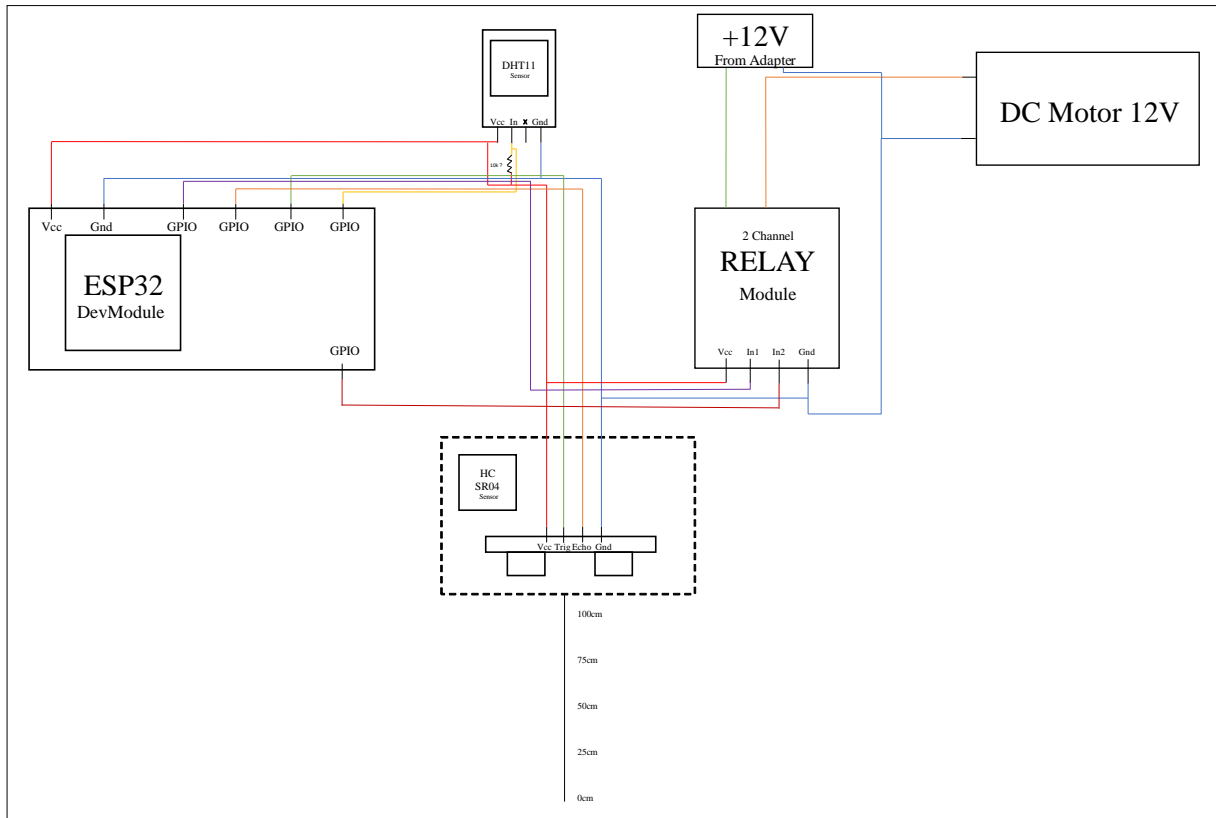 +12V
From Adapter
DHT11
Sensor
DC Motor 12V
Vcc In x Gnd
10k ?
Vcc Gnd GPIO GPIO GPIO GPIO
2 Channel
RELAY
Module
ESP32
DevModule
GPIO
Vcc In1 In2 Gnd
HC
SR04
Sensor
Vcc Trig Echo Gnd
100cm
75cm
50cm
25cm
0cm